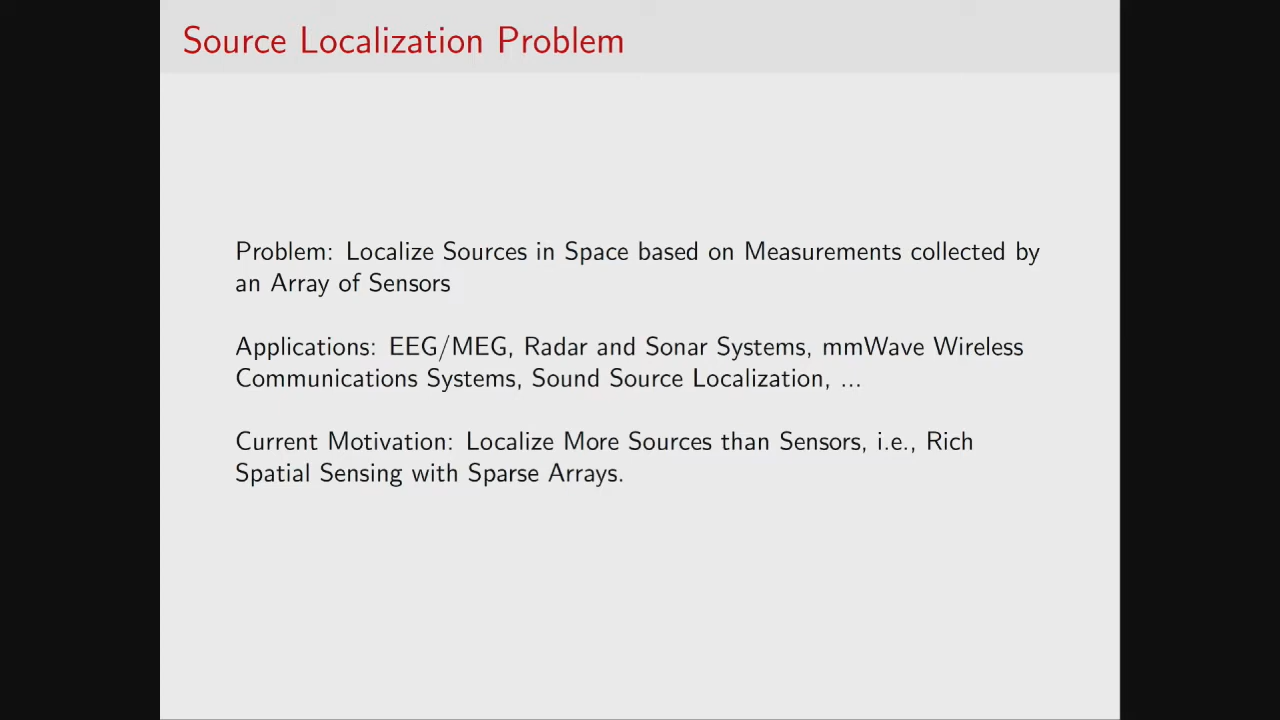 Source Localization Problem
Problem: Localize Sources in Space based on Measurements collected by
an Array of Sensors
Applications: EEG/MEG, Radar and Sonar Systems, mmWave Wireless
Communications Systems, Sound Source Localization, ...
Current Motivation: Localize More Sources than Sensors, i.e., Rich
Spatial Sensing with Sparse Arrays.